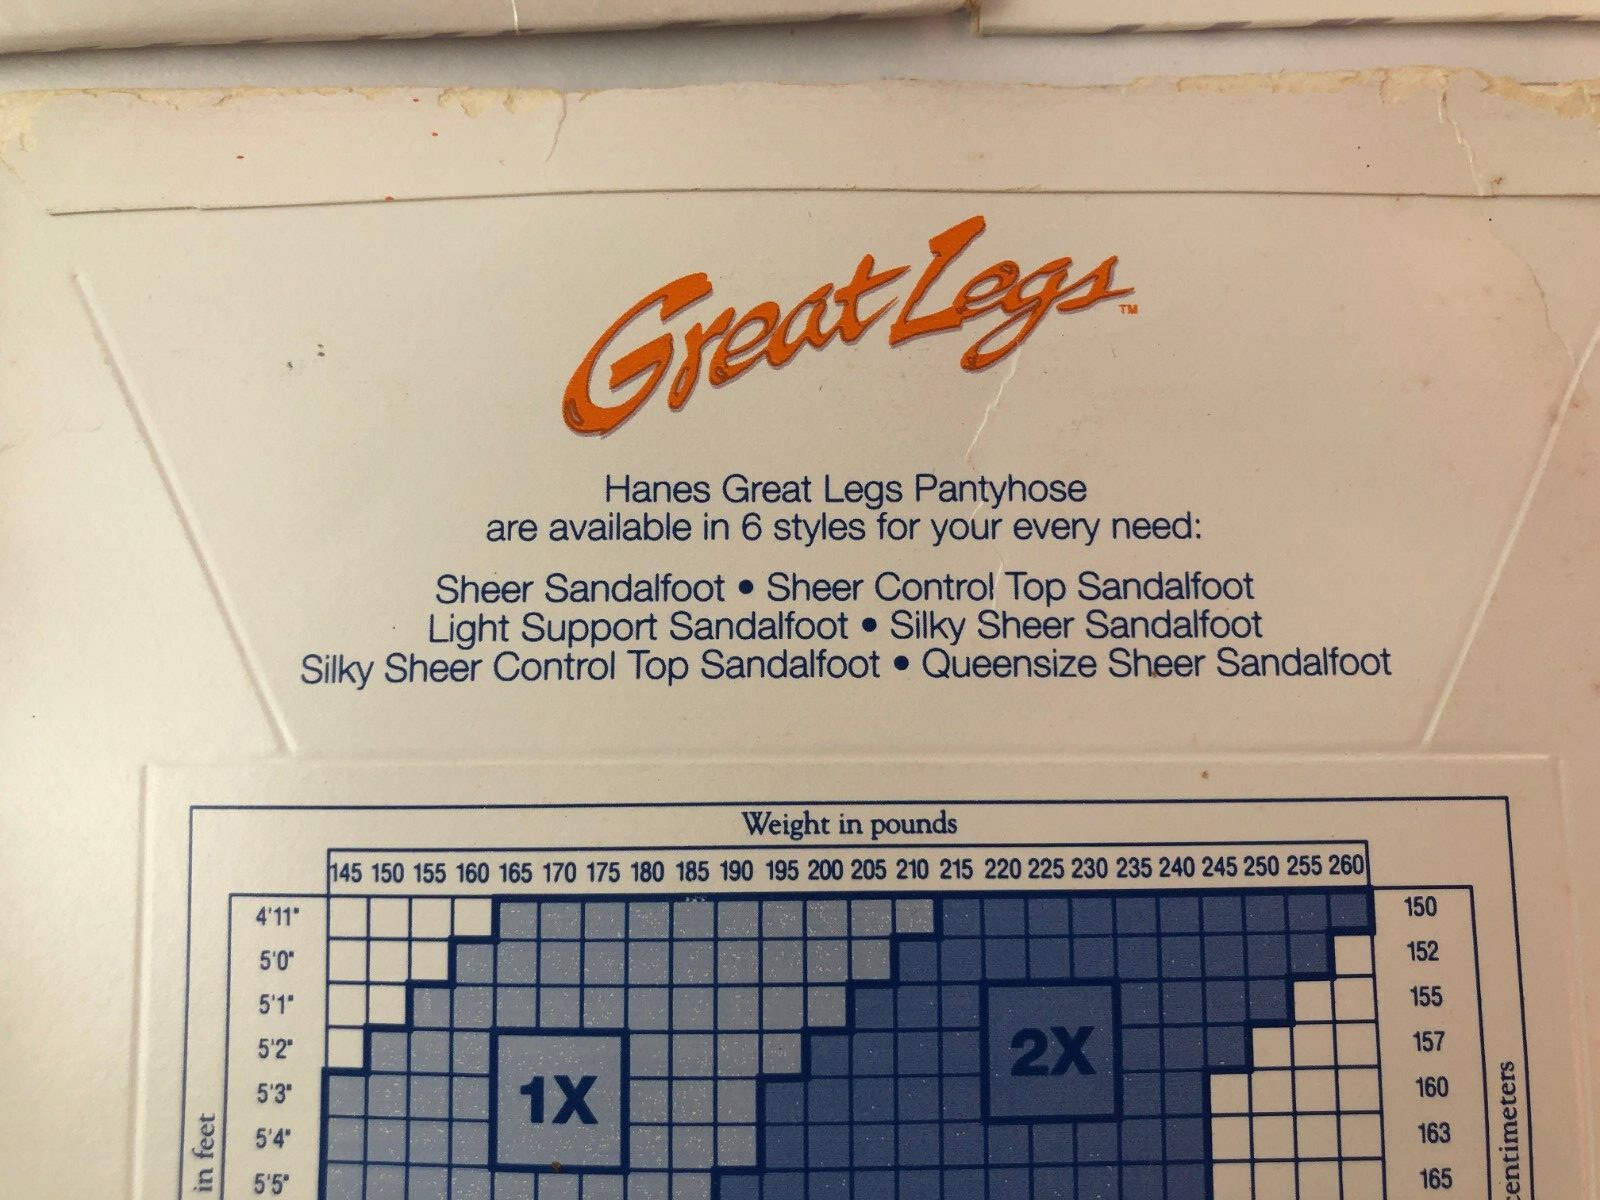 Great Legs™
Hanes Great Legs Pantyhose
are available in 6 styles for your every need:
Sheer Sandalfoot • Sheer Control Top Sandalfoot
Light Support Sandalfoot • Silky Sheer Sandalfoot
Silky Sheer Control Top Sandalfoot • Queensize Sheer Sandalfoot
Weight in pounds
145 150 155 160 165 170 175 180 185 190 195 200 205 210 215 220 225 230 235 240 245 250 255 260
4'11" 150
5'0" 152
5'1" 155
5'2" 157
2X
5'3" 160
1X
5'4" 163
5'5" 165
in feet
entimeters